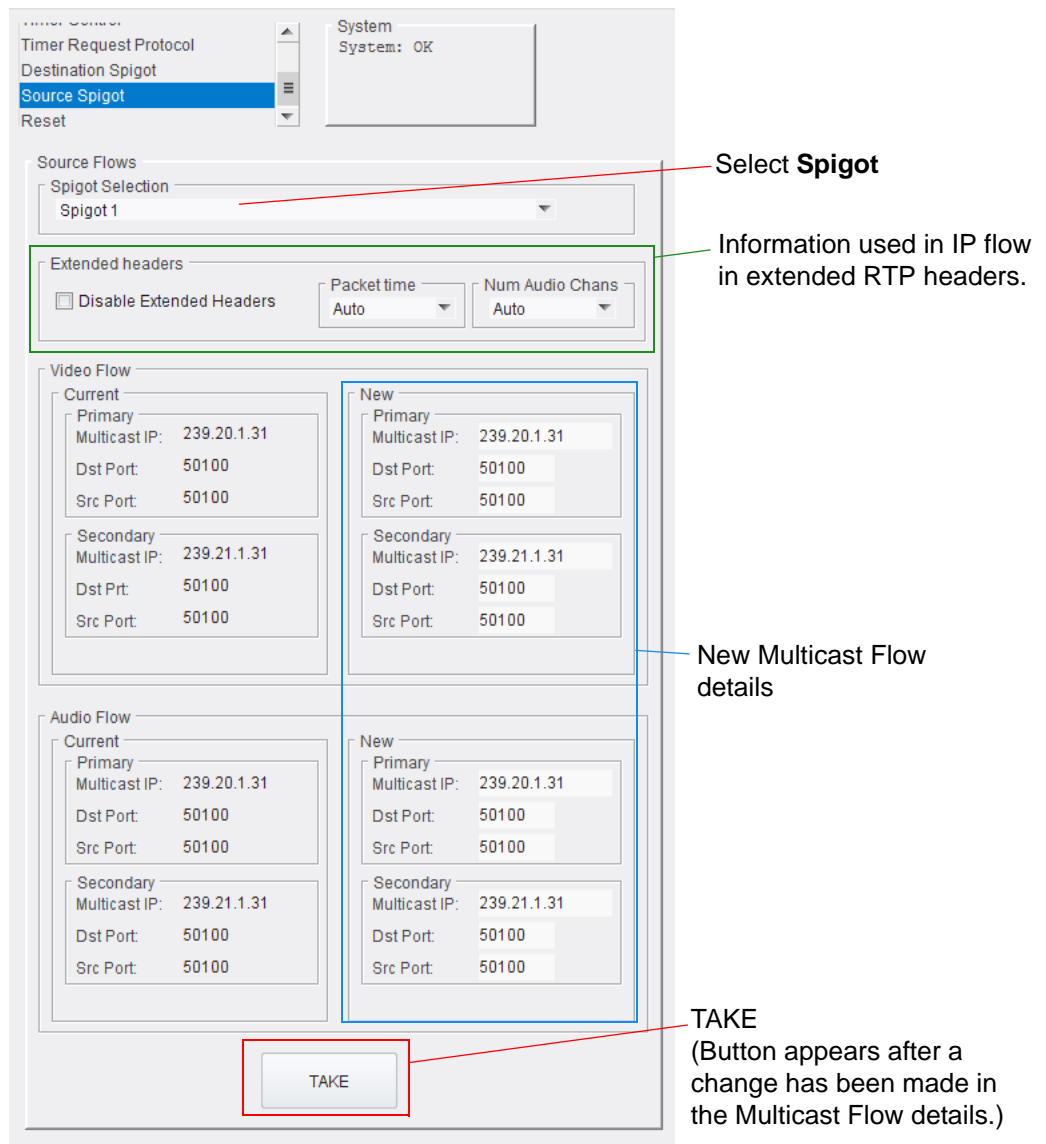 Timer Control
Timer Request Protocol
Destination Spigot
Source Spigot
Reset
System
System: OK
Source Flows
Spigot Selection
Spigot 1
Select Spigot
Extended headers
Disable Extended Headers
Packet time
Auto
Num Audio Chans
Auto
Information used in IP flow
in extended RTP headers.
Video Flow
Current
Primary
Multicast IP: 239.20.1.31
Dst Port: 50100
Src Port: 50100
Secondary
Multicast IP: 239.21.1.31
Dst Prt: 50100
Src Port: 50100
New
Primary
Multicast IP: 239.20.1.31
Dst Port: 50100
Src Port: 50100
Secondary
Multicast IP: 239.21.1.31
Dst Port: 50100
Src Port: 50100
New Multicast Flow
details
Audio Flow
Current
Primary
Multicast IP: 239.20.1.31
Dst Port: 50100
Src Port: 50100
Secondary
Multicast IP: 239.21.1.31
Dst Port: 50100
Src Port: 50100
New
Primary
Multicast IP: 239.20.1.31
Dst Port: 50100
Src Port: 50100
Secondary
Multicast IP: 239.21.1.31
Dst Port: 50100
Src Port: 50100
TAKE
TAKE
(Button appears after a
change has been made in
the Multicast Flow details.)